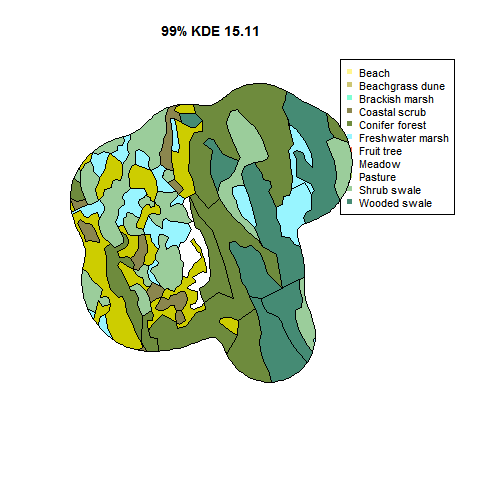 99% KDE 15.11
Beach
Beachgrass dune
Brackish marsh
Coastal scrub
Conifer forest
Freshwater marsh
Fruit tree
Meadow
Pasture
Shrub swale
Wooded swale